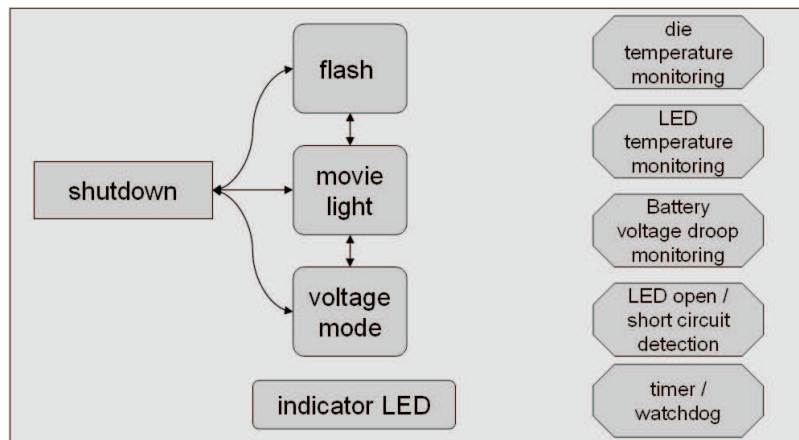 flash
shutdown
movie
light
voltage
mode
indicator LED
die
temperature
monitoring
LED
temperature
monitoring
Battery
voltage droop
monitoring
LED open /
short circuit
detection
timer /
watchdog